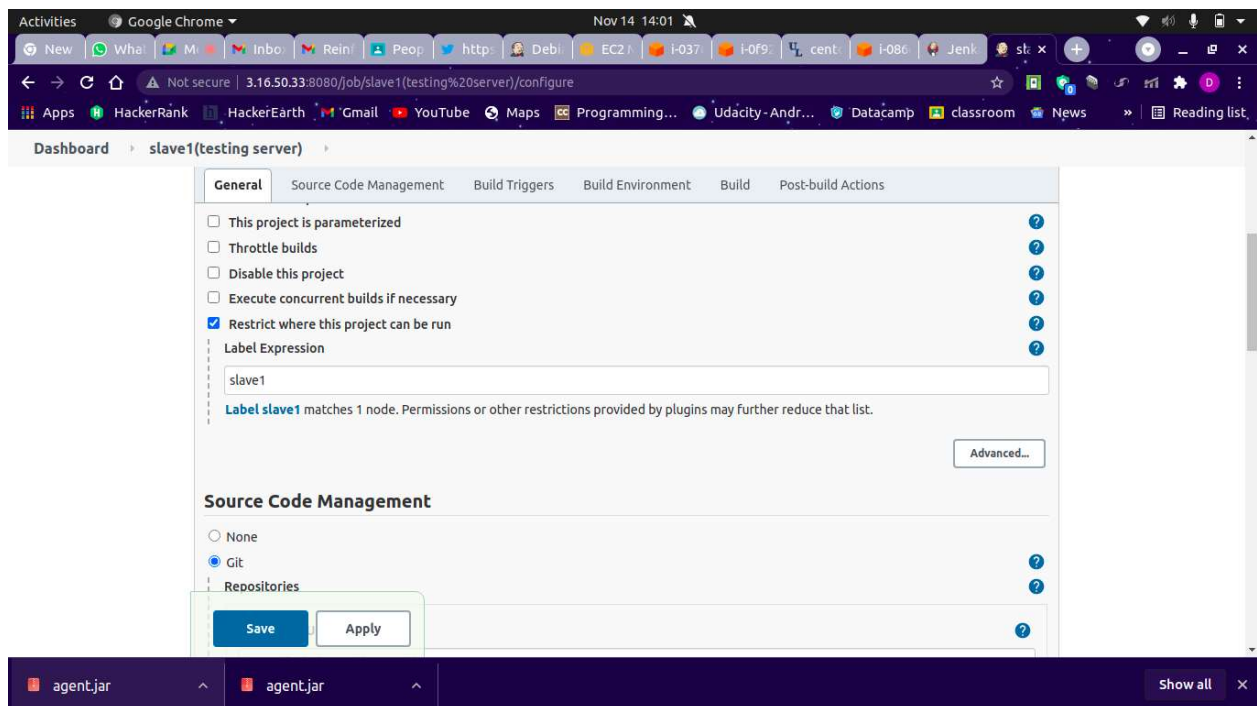 Activities Google Chrome Nov 14 14:01
New What M Inbo Rein People https Debi EC2 i-037 i-0f9 cent i-086 Jenk sla
Not secure 3.16.50.33:8080/job/slave1(testing%20server)/configure
Apps HackerRank HackerEarth Gmail YouTube Maps Programming... Udacity-Andr... Datacamp classroom News » Reading list
Dashboard slave1(testing server)
General Source Code Management Build Triggers Build Environment Build Post-build Actions
This project is parameterized
Throttle builds
Disable this project
Execute concurrent builds if necessary
Restrict where this project can be run
Label Expression
slave1
Label slave1 matches 1 node. Permissions or other restrictions provided by plugins may further reduce that list.
Advanced...
Source Code Management
None
Git
Repositories
Save Apply
agent.jar agent.jar Show all